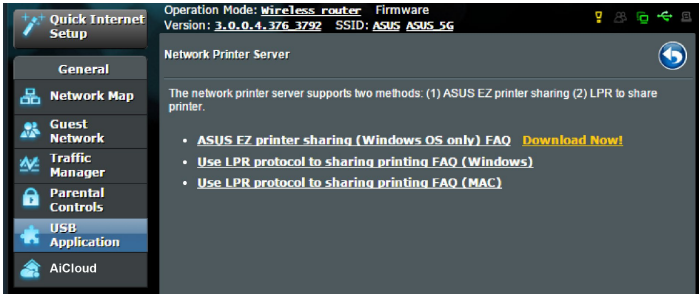 Quick Internet
Setup
General
Network Map
Guest
Network
Traffic
Manager
Parental
Controls
USB
Application
AiCloud
Operation Mode: Wireless router Firmware
Version: 3.0.0.4.376_3792 SSID: ASUS ASUS_5G
Network Printer Server
The network printer server supports two methods: (1) ASUS EZ printer sharing (2) LPR to share
printer.
• ASUS EZ printer sharing (Windows OS only) FAQ Download Now!
• Use LPR protocol to sharing printing FAQ (Windows)
• Use LPR protocol to sharing printing FAQ (MAC)